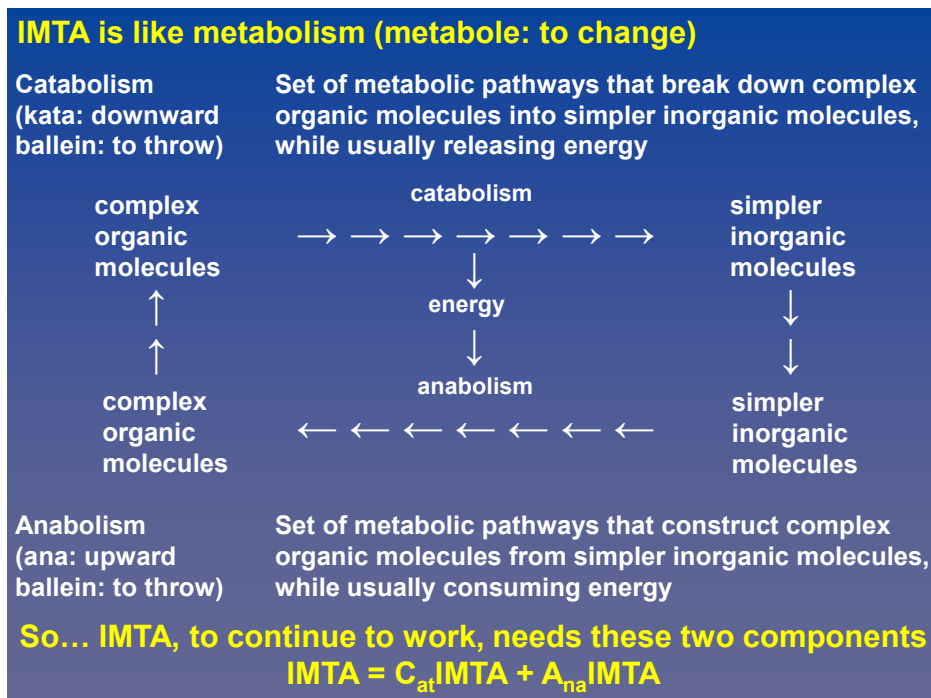 IMTA is like metabolism (metabole: to change)
Catabolism
(kata: downward
ballein: to throw)
Set of metabolic pathways that break down complex
organic molecules into simpler inorganic molecules,
while usually releasing energy
complex
organic
molecules
catabolism
→ → → → → → →
simpler
inorganic
molecules
↑
↑
↓
energy
↓
↓
↓
complex
organic
molecules
anabolism
← ← ← ← ← ← ←
simpler
inorganic
molecules
Anabolism
(ana: upward
ballein: to throw)
Set of metabolic pathways that construct complex
organic molecules from simpler inorganic molecules,
while usually consuming energy
So… IMTA, to continue to work, needs these two components
IMTA = CatIMTA + AnaIMTA